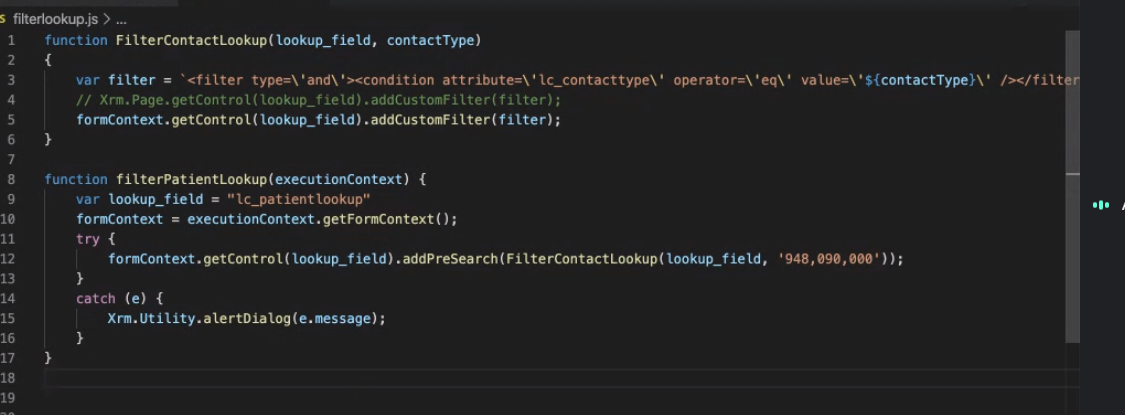 filterlookup.js > ...
1 function FilterContactLookup(lookup_field, contactType)
2 {
3 var filter = `<filter type=\'and\'><condition attribute=\'lc_contacttype\' operator=\'eq\' value=\'${contactType}\' /></filter
4 // Xrm.Page.getControl(lookup_field).addCustomFilter(filter);
5 formContext.getControl(lookup_field).addCustomFilter(filter);
6 }
7
8 function filterPatientLookup(executionContext) {
9 var lookup_field = "lc_patientlookup"
10 formContext = executionContext.getFormContext();
11 try {
12 formContext.getControl(lookup_field).addPreSearch(FilterContactLookup(lookup_field, '948,090,000'));
13 }
14 catch (e) {
15 Xrm.Utility.alertDialog(e.message);
16 }
17 }
18
19